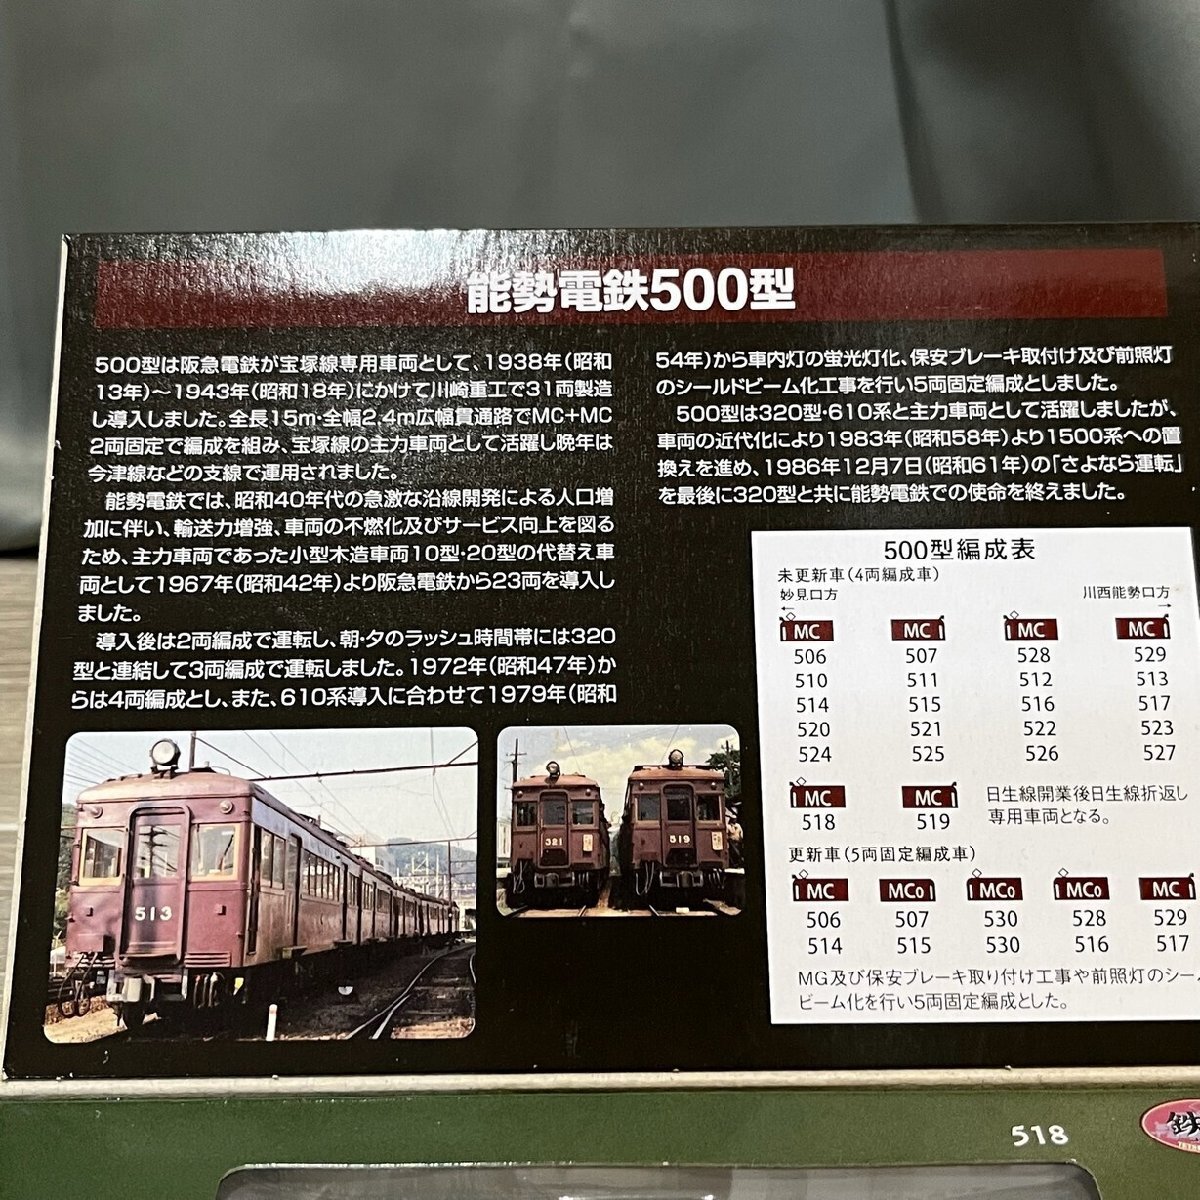 能勢電鉄500型
500型は阪急電鉄が宝塚線専用車両として、1938年(昭和
13年)～1943年(昭和18年)にかけて川崎重工で31両製造
し導入しました。全長15m・全幅2.4m広幅貫通路でMC+MC
2両固定で編成を組み、宝塚線の主力車両として活躍し晩年は
今津線などの支線で運用されました。
能勢電鉄では、昭和40年代の急激な沿線開発による人口増
加に伴い、輸送力増強、車両の不燃化及びサービス向上を図る
ため、主力車両であった小型木造車両10型・20型の代替え車
両として1967年(昭和42年)より阪急電鉄から23両を導入し
ました。
導入後は2両編成で運転し、朝・夕のラッシュ時間帯には320
型と連結して3両編成で運転しました。1972年(昭和47年)か
らは4両編成とし、また、610系導入に合わせて1979年(昭和
54年)から車内灯の蛍光灯化、保安ブレーキ取付け及び前照灯
のシールドビーム化工事を行い5両固定編成としました。
500型は320型・610系と主力車両として活躍しましたが、
車両の近代化により1983年(昭和58年)より1500系への置
換えを進め、1986年12月7日(昭和61年)の「さよなら運転」
を最後に320型と共に能勢電鉄での使命を終えました。
500型編成表
未更新車(4両編成車)
妙見口方 川西能勢口方
← →
MC MC MC MC
506 507 528 529
510 511 512 513
514 515 516 517
520 521 522 523
524 525 526 527
MC MC
518 519
日生線開業後日生線折返し
専用車両となる。
更新車(5両固定編成車)
MC MCo MCo MCo MC
506 507 530 528 529
514 515 530 516 517
MG及び保安ブレーキ取り付け工事や前照灯のシー
ビーム化を行い5両固定編成とした。
513
321
519
518
鉄